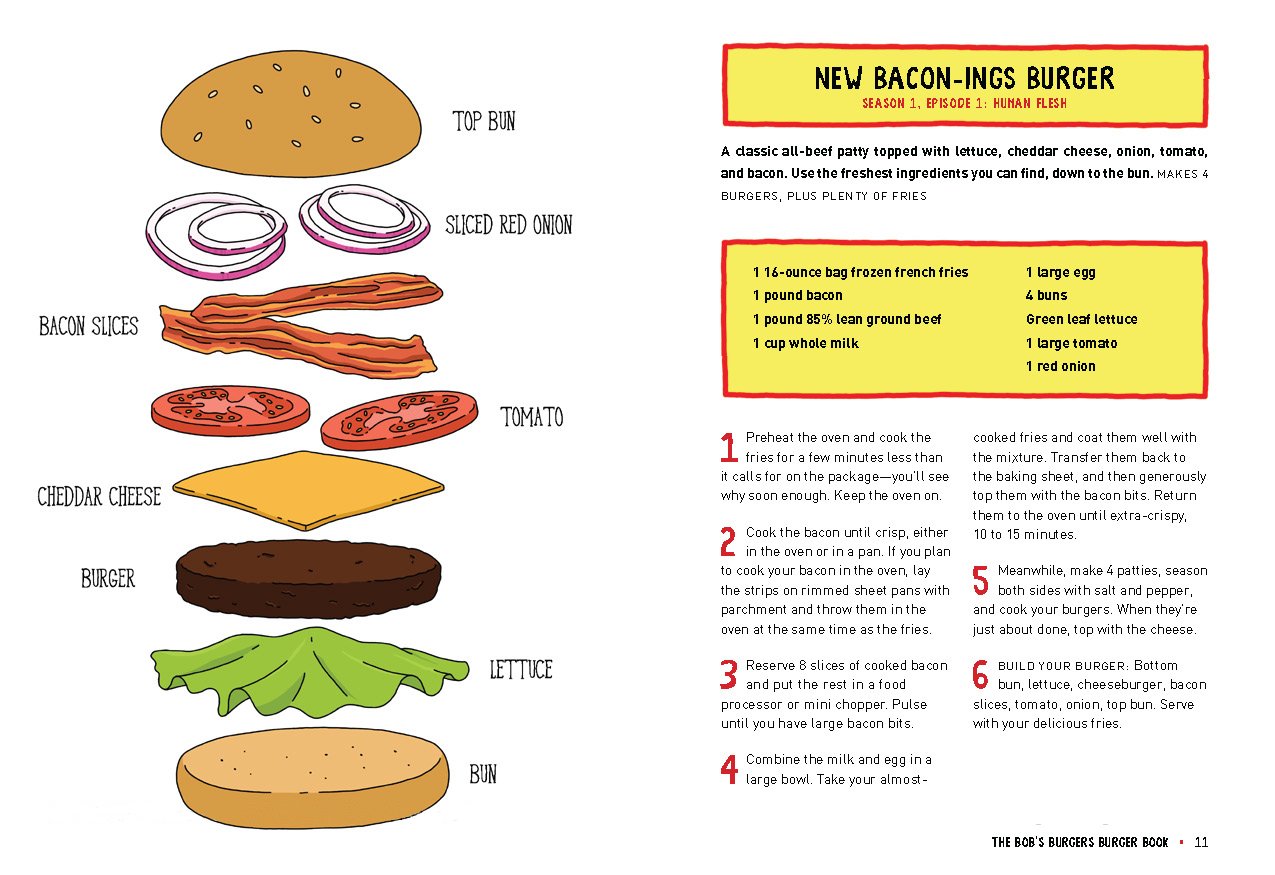 TOP BUN
SLICED RED ONION
BACON SLICES
TOMATO
CHEDDAR CHEESE
BURGER
LETTUCE
BUN
NEW BACON-INGS BURGER
SEASON 1, EPISODE 1: HUMAN FLESH
A classic all-beef patty topped with lettuce, cheddar cheese, onion, tomato,
and bacon. Use the freshest ingredients you can find, down to the bun. MAKES 4
BURGERS, PLUS PLENTY OF FRIES
1 16-ounce bag frozen french fries
1 pound bacon
1 pound 85% lean ground beef
1 cup whole milk
1 large egg
4 buns
Green leaf lettuce
1 large tomato
1 red onion
1 Preheat the oven and cook the
fries for a few minutes less than
it calls for on the package—you'll see
why soon enough. Keep the oven on.
2 Cook the bacon until crisp, either
in the oven or in a pan. If you plan
to cook your bacon in the oven, lay
the strips on rimmed sheet pans with
parchment and throw them in the
oven at the same time as the fries.
3 Reserve 8 slices of cooked bacon
and put the rest in a food
processor or mini chopper. Pulse
until you have large bacon bits.
4 Combine the milk and egg in a
large bowl. Take your almost-
cooked fries and coat them well with
the mixture. Transfer them back to
the baking sheet, and then generously
top them with the bacon bits. Return
them to the oven until extra-crispy,
10 to 15 minutes.
5 Meanwhile, make 4 patties, season
both sides with salt and pepper,
and cook your burgers. When they're
just about done, top with the cheese.
6 BUILD YOUR BURGER: Bottom
bun, lettuce, cheeseburger, bacon
slices, tomato, onion, top bun. Serve
with your delicious fries.
THE BOB'S BURGERS BURGER BOOK • 11